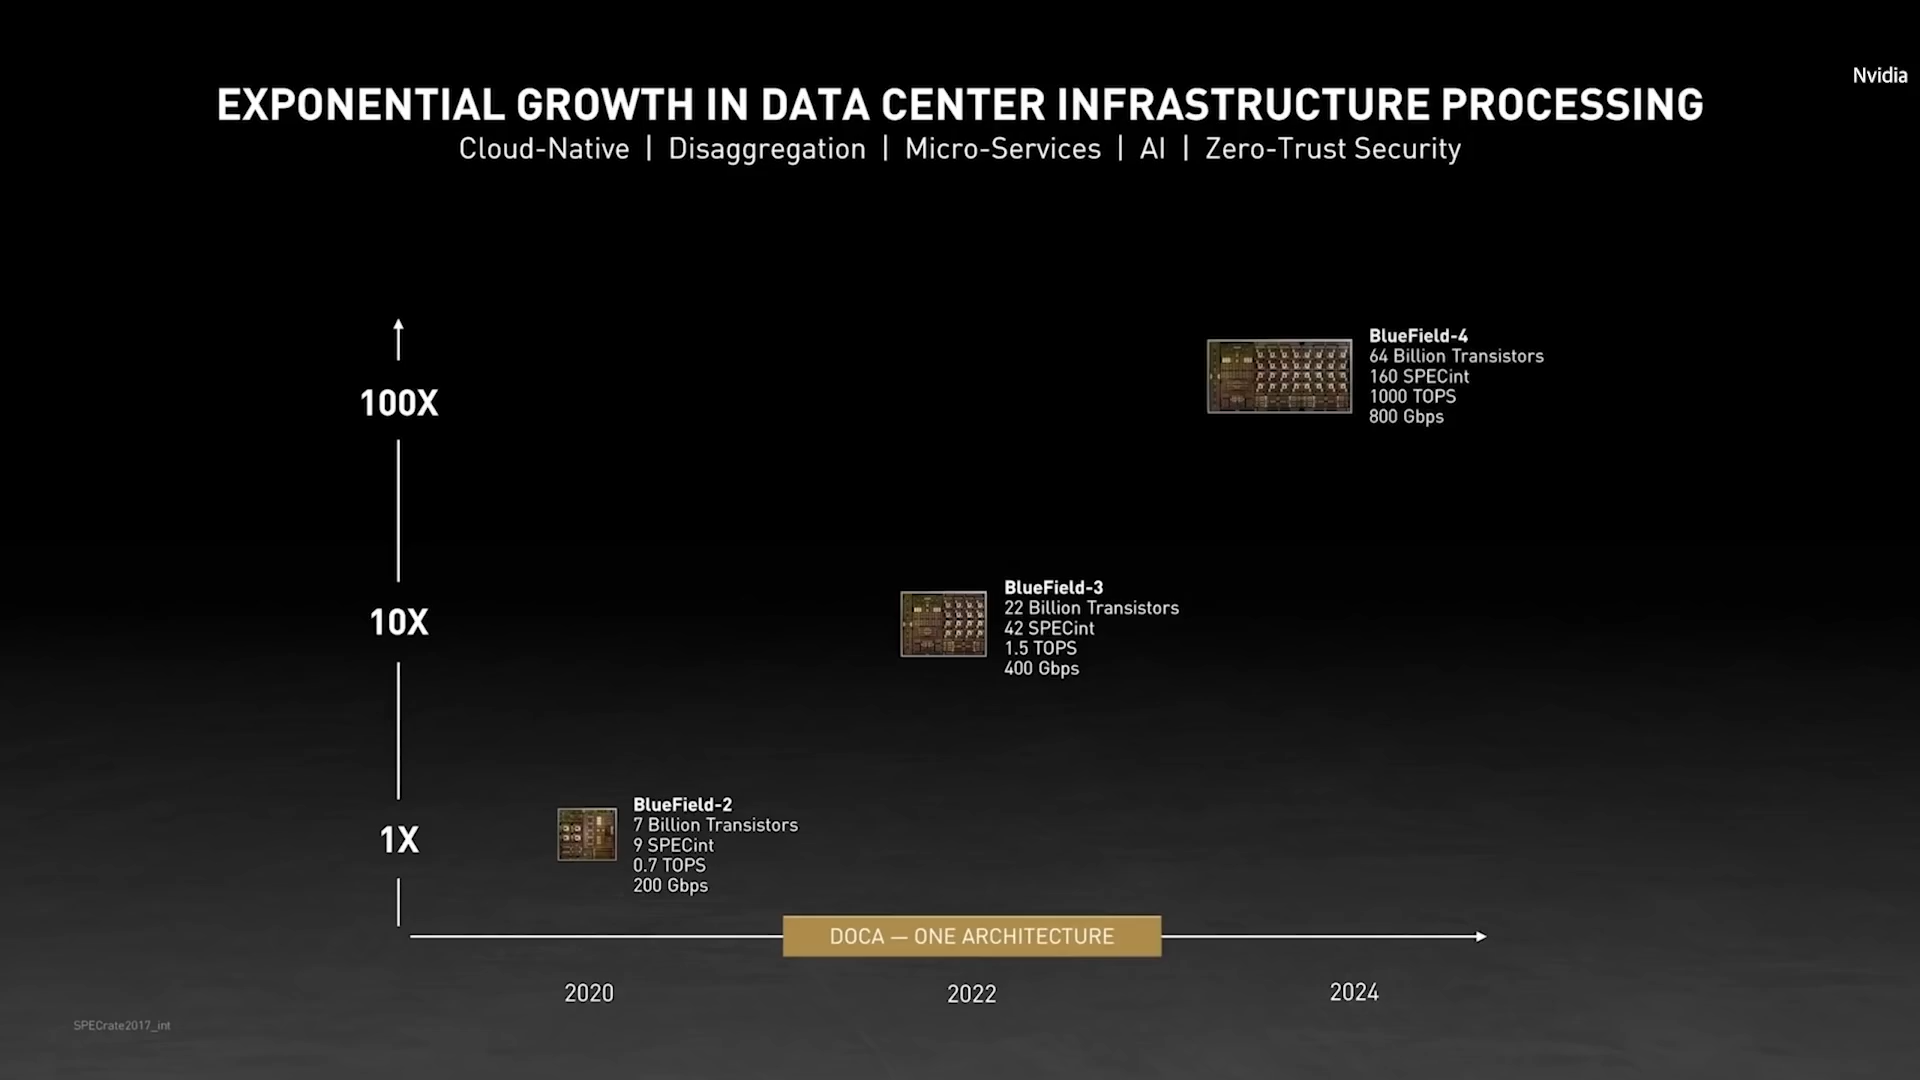 Nvidia
EXPONENTIAL GROWTH IN DATA CENTER INFRASTRUCTURE PROCESSING
Cloud-Native | Disaggregation | Micro-Services | AI | Zero-Trust Security
100X
10X
1X
BlueField-4
64 Billion Transistors
160 SPECint
1000 TOPS
800 Gbps
BlueField-3
22 Billion Transistors
42 SPECint
1.5 TOPS
400 Gbps
BlueField-2
7 Billion Transistors
9 SPECint
0.7 TOPS
200 Gbps
DOCA — ONE ARCHITECTURE
2020
2022
2024
SPECrate2017_int